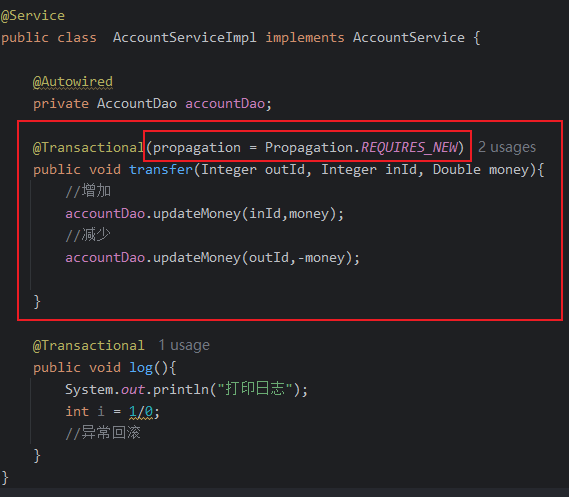 @Service
public class  AccountServiceImpl implements AccountService {
@Autowired
private AccountDao accountDao;
@Transactional(propagation = Propagation.REQUIRES_NEW) 2 usages
public void transfer(Integer outId, Integer inId, Double money){
//增加
accountDao.updateMoney(inId,money);
//减少
accountDao.updateMoney(outId,-money);
}
@Transactional 1 usage
public void log(){
System.out.println("打印日志");
int i = 1/0;
//异常回滚
}
}